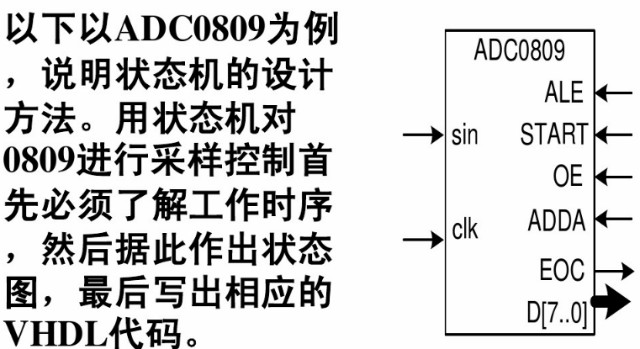 以下以ADC0809为例
，说明状态机的设计
方法。用状态机对
0809进行采样控制首
先必须了解工作时序
，然后据此作出状态
图，最后写出相应的
VHDL代码。
ADC0809
ALE
sin START
OE
clk ADDA
EOC
D[7..0]